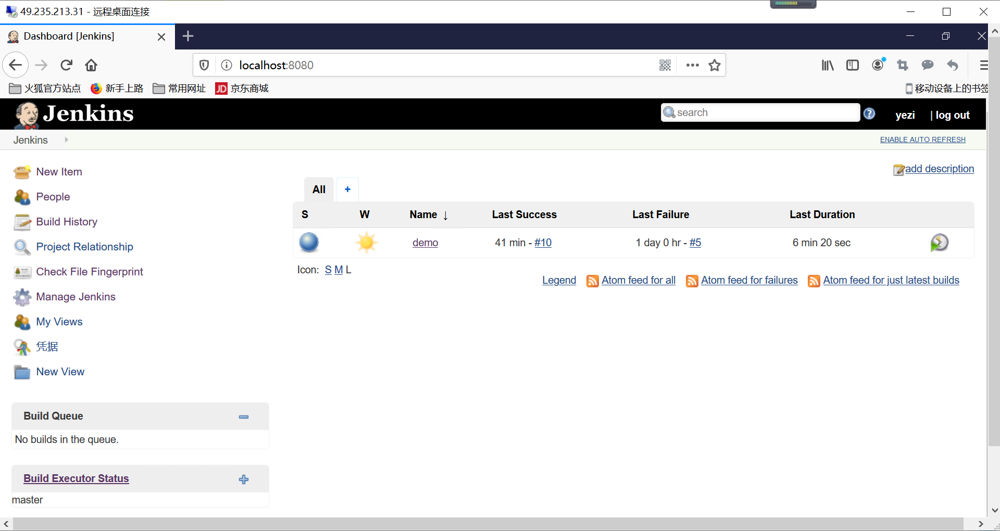 49.235.213.31 - 远程桌面连接
Dashboard [Jenkins]
localhost:8080
火狐官方站点 新手上路 常用网址 JD 京东商城 移动设备上的书签
Jenkins search yezi | log out
Jenkins ENABLE AUTO REFRESH
add description
New Item
People
Build History
Project Relationship
Check File Fingerprint
Manage Jenkins
My Views
凭据
New View
Build Queue
No builds in the queue.
Build Executor Status
master
All +
S W Name ↓ Last Success Last Failure Last Duration
demo 41 min - #10 1 day 0 hr - #5 6 min 20 sec
Icon: S M L
Legend Atom feed for all Atom feed for failures Atom feed for just latest builds